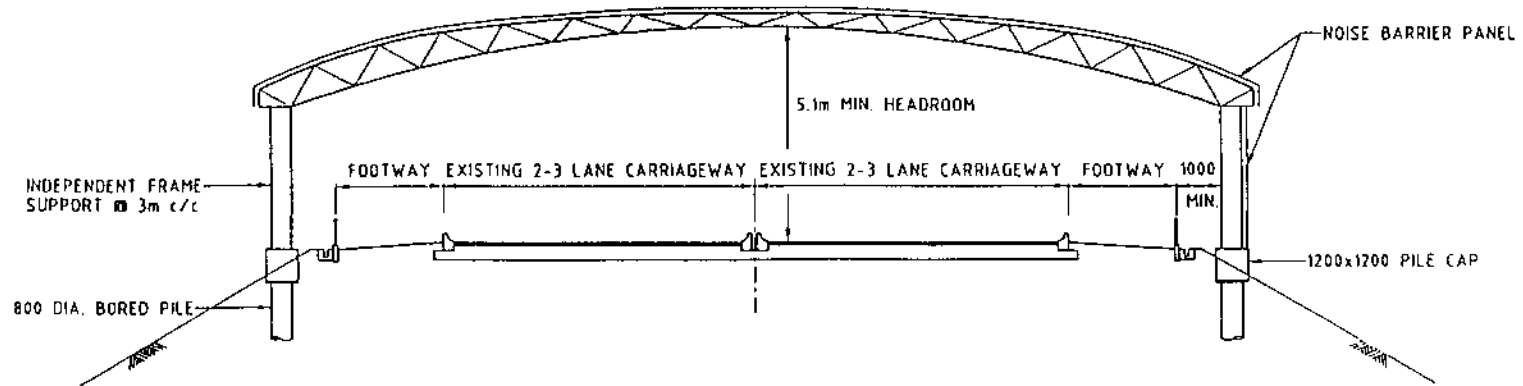 NOISE BARRIER PANEL
5.1m MIN. HEADROOM
FOOTWAY EXISTING 2-3 LANE CARRIAGEWAY EXISTING 2-3 LANE CARRIAGEWAY FOOTWAY 1000
MIN.
INDEPENDENT FRAME
SUPPORT @ 3m c/c
1200x1200 PILE CAP
800 DIA. BORED PILE